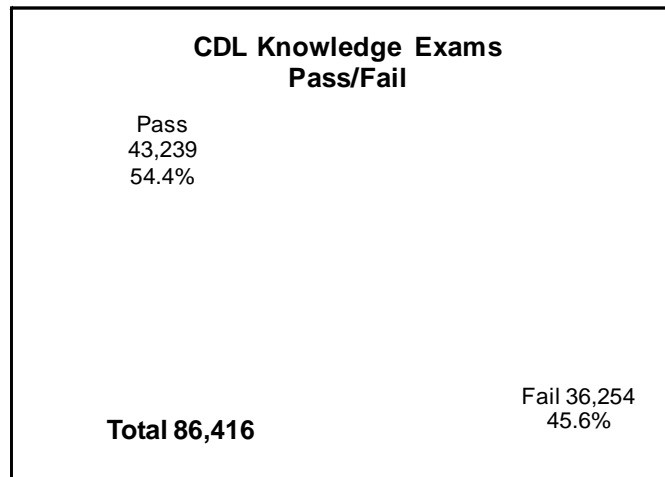 CDL Knowledge Exams
Pass/Fail
Pass
43,239
54.4%
Fail 36,254
45.6%
Total 86,416